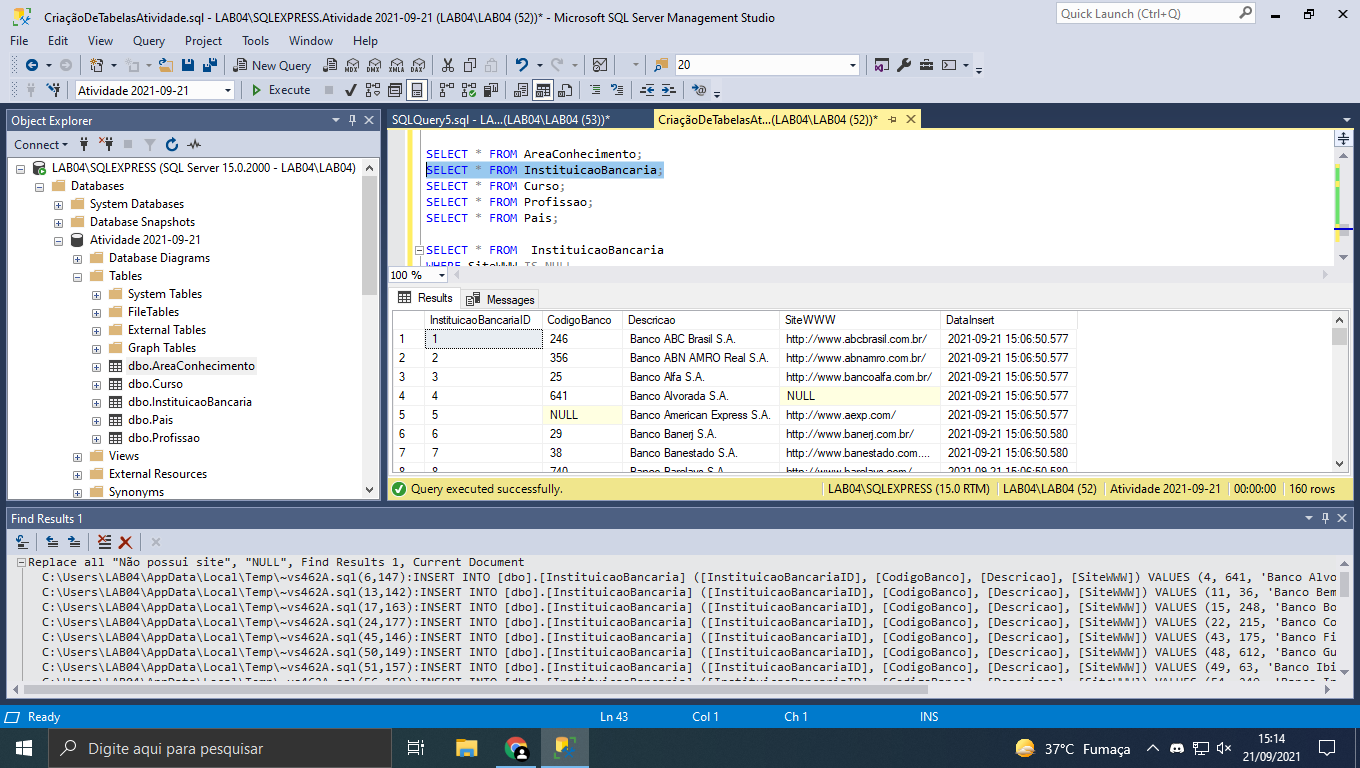 CriaçãoDeTabelasAtividade.sql - LAB04\SQLEXPRESS.Atividade 2021-09-21 (LAB04\LAB04 (52))* - Microsoft SQL Server Management Studio
Quick Launch (Ctrl+Q)
File Edit View Query Project Tools Window Help
New Query MDX DMX XMLA DAX 20
Atividade 2021-09-21 Execute
Object Explorer
Connect
LAB04\SQLEXPRESS (SQL Server 15.0.2000 - LAB04\LAB04)
Databases
System Databases
Database Snapshots
Atividade 2021-09-21
Database Diagrams
Tables
System Tables
FileTables
External Tables
Graph Tables
dbo.AreaConhecimento
dbo.Curso
dbo.InstituicaoBancaria
dbo.Pais
dbo.Profissao
Views
External Resources
Synonyms
SQLQuery5.sql - LA...(LAB04\LAB04 (53))* CriaçãoDeTabelasAt...(LAB04\LAB04 (52))*
SELECT * FROM AreaConhecimento;
SELECT * FROM InstituicaoBancaria;
SELECT * FROM Curso;
SELECT * FROM Profissao;
SELECT * FROM Pais;
SELECT * FROM InstituicaoBancaria
WHERE SiteWWW IS NULL
100 %
Results Messages
InstituicaoBancariaID CodigoBanco Descricao SiteWWW DataInsert
1 1 246 Banco ABC Brasil S.A. http://www.abcbrasil.com.br/ 2021-09-21 15:06:50.577
2 2 356 Banco ABN AMRO Real S.A. http://www.abnamro.com.br/ 2021-09-21 15:06:50.577
3 3 25 Banco Alfa S.A. http://www.bancoalfa.com.br/ 2021-09-21 15:06:50.577
4 4 641 Banco Alvorada S.A. NULL 2021-09-21 15:06:50.577
5 5 NULL Banco American Express S.A. http://www.aexp.com/ 2021-09-21 15:06:50.577
6 6 29 Banco Banerj S.A. http://www.banerj.com.br/ 2021-09-21 15:06:50.580
7 7 38 Banco Banestado S.A. http://www.banestado.com.... 2021-09-21 15:06:50.580
8 8 740 Banco Barclays S.A. http://www.barclays.com/ 2021-09-21 15:06:50.580
Query executed successfully. LAB04\SQLEXPRESS (15.0 RTM) LAB04\LAB04 (52) Atividade 2021-09-21 00:00:00 160 rows
Find Results 1
Replace all "Não possui site", "NULL", Find Results 1, Current Document
C:\Users\LAB04\AppData\Local\Temp\~vs462A.sql(6,147):INSERT INTO [dbo].[InstituicaoBancaria] ([InstituicaoBancariaID], [CodigoBanco], [Descricao], [SiteWWW]) VALUES (4, 641, 'Banco Alvo
C:\Users\LAB04\AppData\Local\Temp\~vs462A.sql(13,142):INSERT INTO [dbo].[InstituicaoBancaria] ([InstituicaoBancariaID], [CodigoBanco], [Descricao], [SiteWWW]) VALUES (11, 36, 'Banco Bem
C:\Users\LAB04\AppData\Local\Temp\~vs462A.sql(17,163):INSERT INTO [dbo].[InstituicaoBancaria] ([InstituicaoBancariaID], [CodigoBanco], [Descricao], [SiteWWW]) VALUES (15, 248, 'Banco Bo
C:\Users\LAB04\AppData\Local\Temp\~vs462A.sql(24,177):INSERT INTO [dbo].[InstituicaoBancaria] ([InstituicaoBancariaID], [CodigoBanco], [Descricao], [SiteWWW]) VALUES (22, 215, 'Banco Co
C:\Users\LAB04\AppData\Local\Temp\~vs462A.sql(45,146):INSERT INTO [dbo].[InstituicaoBancaria] ([InstituicaoBancariaID], [CodigoBanco], [Descricao], [SiteWWW]) VALUES (43, 175, 'Banco Fi
C:\Users\LAB04\AppData\Local\Temp\~vs462A.sql(50,149):INSERT INTO [dbo].[InstituicaoBancaria] ([InstituicaoBancariaID], [CodigoBanco], [Descricao], [SiteWWW]) VALUES (48, 612, 'Banco Gu
C:\Users\LAB04\AppData\Local\Temp\~vs462A.sql(51,157):INSERT INTO [dbo].[InstituicaoBancaria] ([InstituicaoBancariaID], [CodigoBanco], [Descricao], [SiteWWW]) VALUES (49, 63, 'Banco Ibi
Ready Ln 43 Col 1 Ch 1 INS
Digite aqui para pesquisar 37°C Fumaça 15:14
21/09/2021